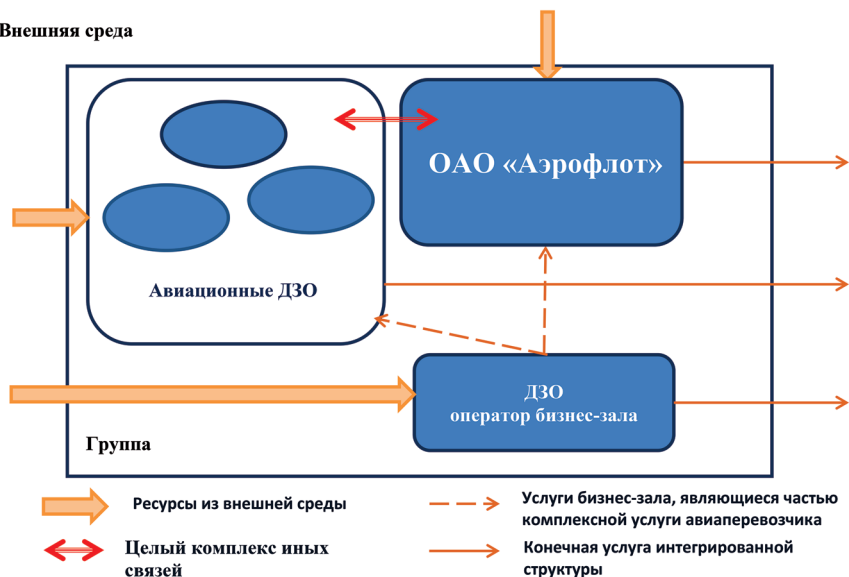 Внешняя среда
ОАО «Аэрофлот»
Авиационные ДЗО
ДЗО
оператор бизнес-зала
Группа
Ресурсы из внешней среды
Услуги бизнес-зала, являющиеся частью
комплексной услуги авиаперевозчика
Целый комплекс иных
связей
Конечная услуга интегрированной
структуры